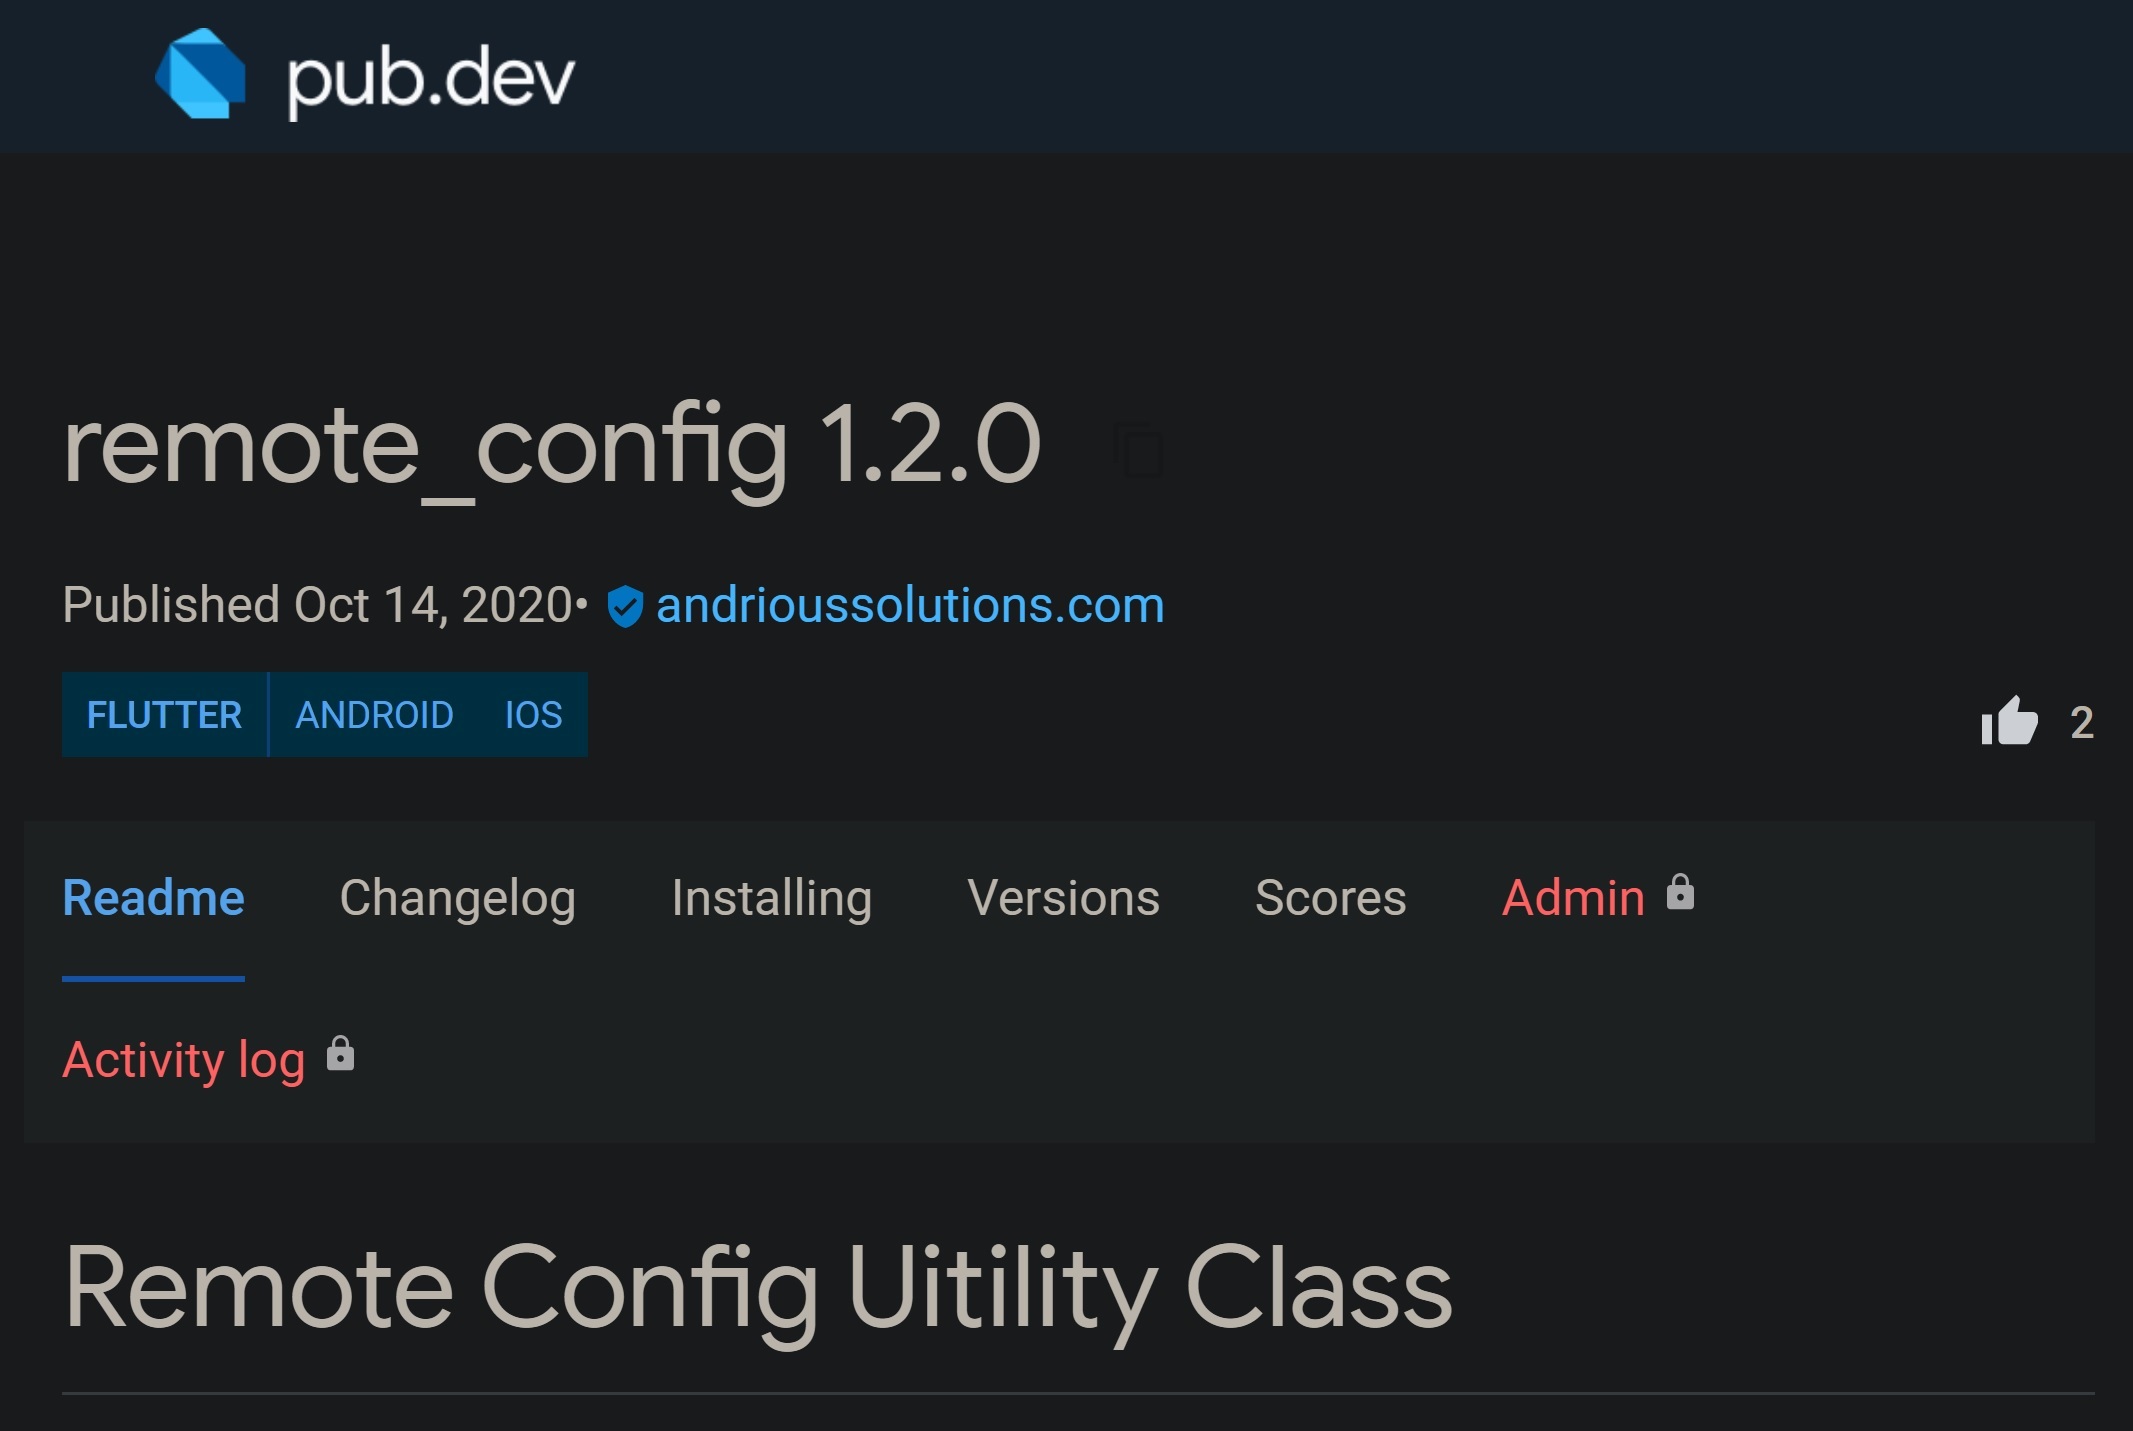 pub.dev
remote_config 1.2.0
Published Oct 14, 2020• andrioussolutions.com
FLUTTER ANDROID IOS
2
Readme Changelog Installing Versions Scores Admin
Activity log
Remote Config Uitility Class